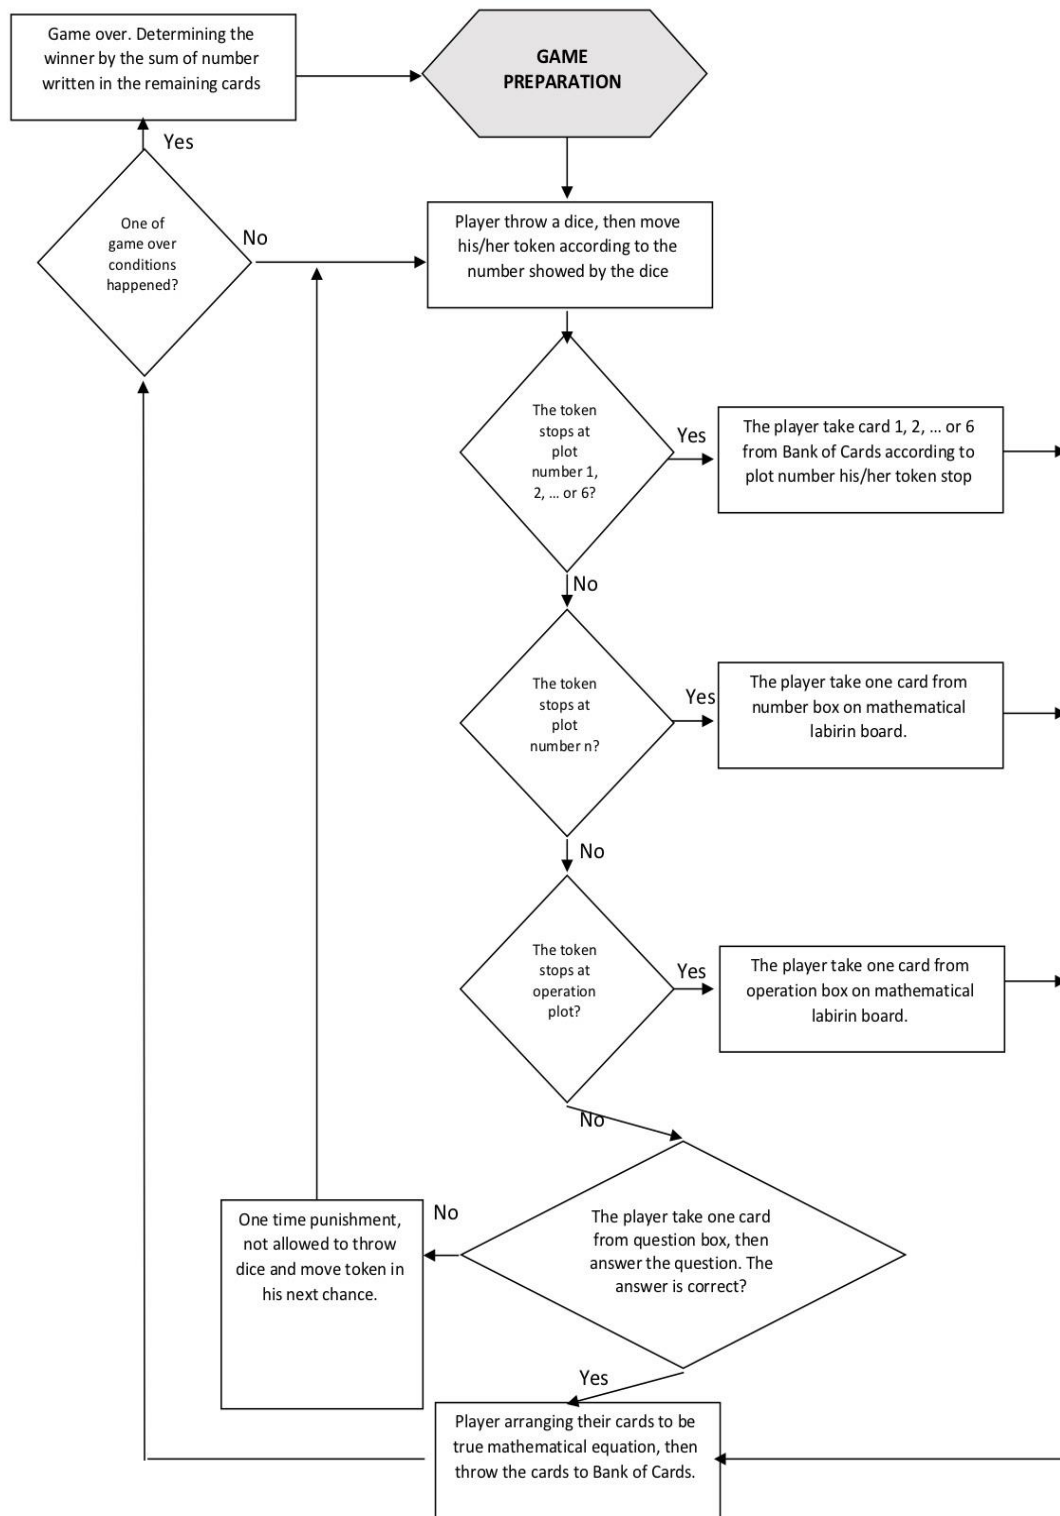 Game over. Determining the
winner by the sum of number
written in the remaining cards
GAME
PREPARATION
Yes
One of
game over
conditions
happened?
No
Player throw a dice, then move
his/her token according to the
number showed by the dice
The token
stops at
plot
number 1,
2, ... or 6?
Yes
The player take card 1, 2, ... or 6
from Bank of Cards according to
plot number his/her token stop
No
The token
stops at
plot
number n?
Yes
The player take one card from
number box on mathematical
labirin board.
No
The token
stops at
operation
plot?
Yes
The player take one card from
operation box on mathematical
labirin board.
No
The player take one card
from question box, then
answer the question. The
answer is correct?
No
One time punishment,
not allowed to throw
dice and move token in
his next chance.
Yes
Player arranging their cards to be
true mathematical equation, then
throw the cards to Bank of Cards.